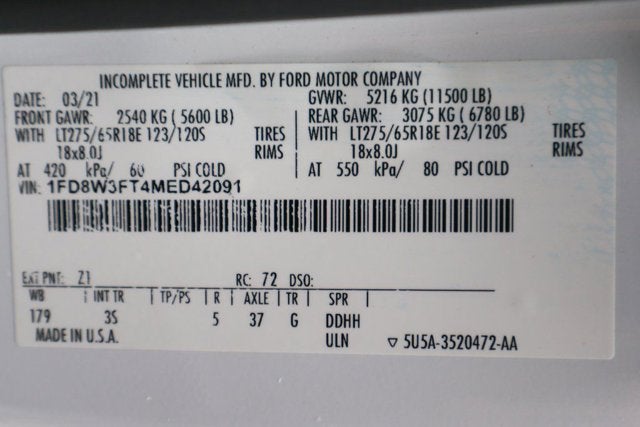 INCOMPLETE VEHICLE MFD. BY FORD MOTOR COMPANY
DATE: 03/21 GVWR: 5216 KG (11500 LB)
FRONT GAWR: 2540 KG (5600 LB) REAR GAWR: 3075 KG (6780 LB)
WITH LT275/65R18E 123/120S TIRES WITH LT275/65R18E 123/120S TIRES
18x8.0J RIMS 18x8.0J RIMS
AT 420 kPa/ 60 PSI COLD AT 550 kPa/ 80 PSI COLD
VIN: 1FD8W3FT4MED42091
EXT PNT: Z1 RC: 72 DSO:
WB | INT TR | TP/PS | R | AXLE | TR | SPR |
179 3S 5 37 G DDHH
MADE IN U.S.A. ULN ▽ 5U5A-3520472-AA